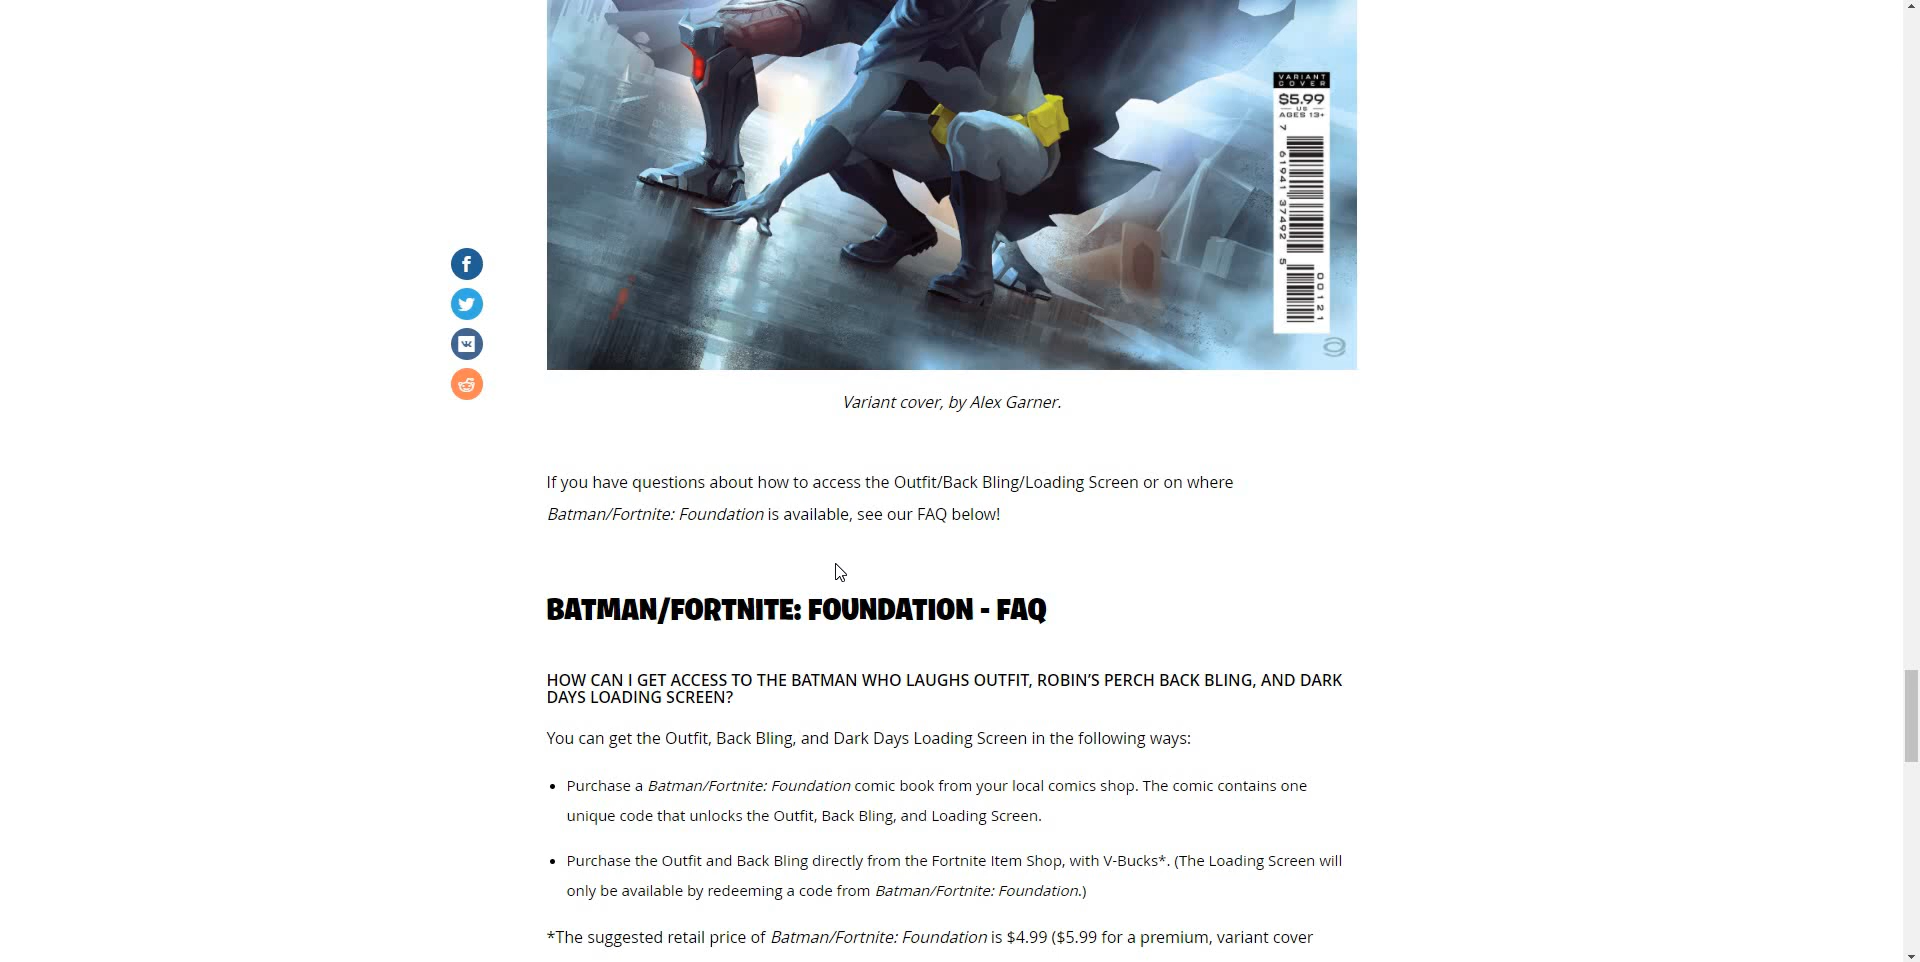 VARIANT
COVER
$5.99
US
AGES 13+
7 61941 37492 5
00121
f
Variant cover, by Alex Garner.
If you have questions about how to access the Outfit/Back Bling/Loading Screen or on where
Batman/Fortnite: Foundation is available, see our FAQ below!
BATMAN/FORTNITE: FOUNDATION - FAQ
HOW CAN I GET ACCESS TO THE BATMAN WHO LAUGHS OUTFIT, ROBIN’S PERCH BACK BLING, AND DARK
DAYS LOADING SCREEN?
You can get the Outfit, Back Bling, and Dark Days Loading Screen in the following ways:
• Purchase a Batman/Fortnite: Foundation comic book from your local comics shop. The comic contains one
unique code that unlocks the Outfit, Back Bling, and Loading Screen.
• Purchase the Outfit and Back Bling directly from the Fortnite Item Shop, with V-Bucks*. (The Loading Screen will
only be available by redeeming a code from Batman/Fortnite: Foundation.)
*The suggested retail price of Batman/Fortnite: Foundation is $4.99 ($5.99 for a premium, variant cover